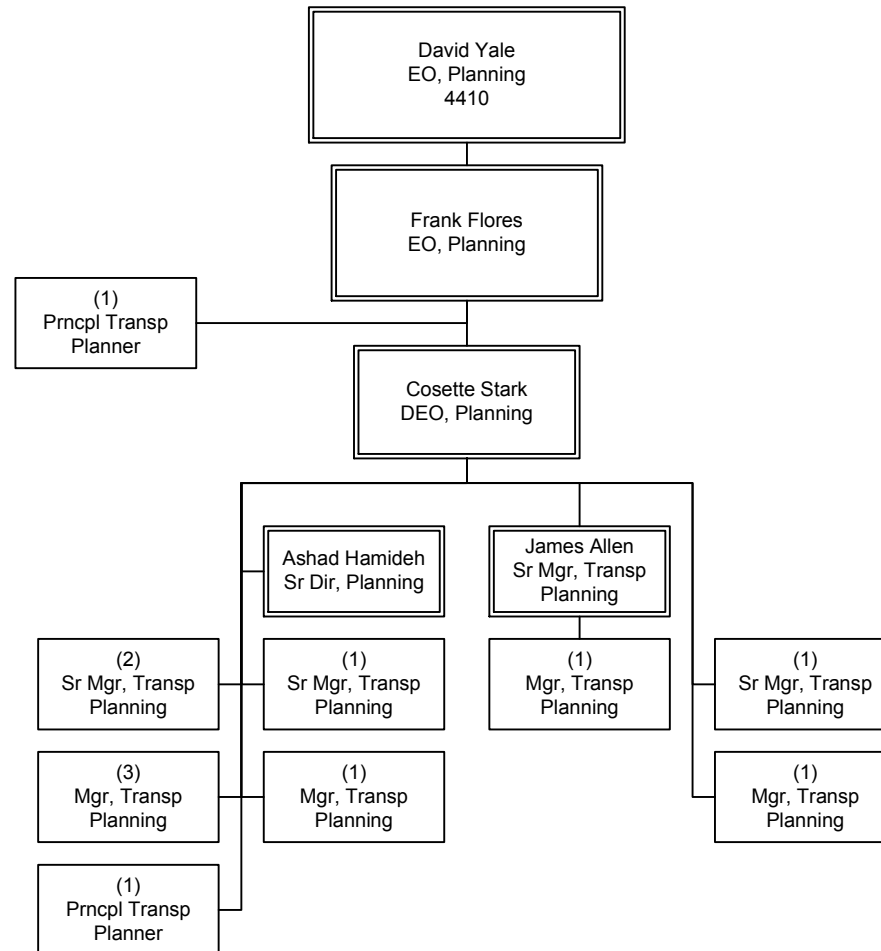 David Yale
EO, Planning
4410
Frank Flores
EO, Planning
(1)
Prncpl Transp
Planner
Cosette Stark
DEO, Planning
Ashad Hamideh
Sr Dir, Planning
James Allen
Sr Mgr, Transp
Planning
(2)
Sr Mgr, Transp
Planning
(1)
Sr Mgr, Transp
Planning
(1)
Mgr, Transp
Planning
(1)
Sr Mgr, Transp
Planning
(3)
Mgr, Transp
Planning
(1)
Mgr, Transp
Planning
(1)
Mgr, Transp
Planning
(1)
Prncpl Transp
Planner